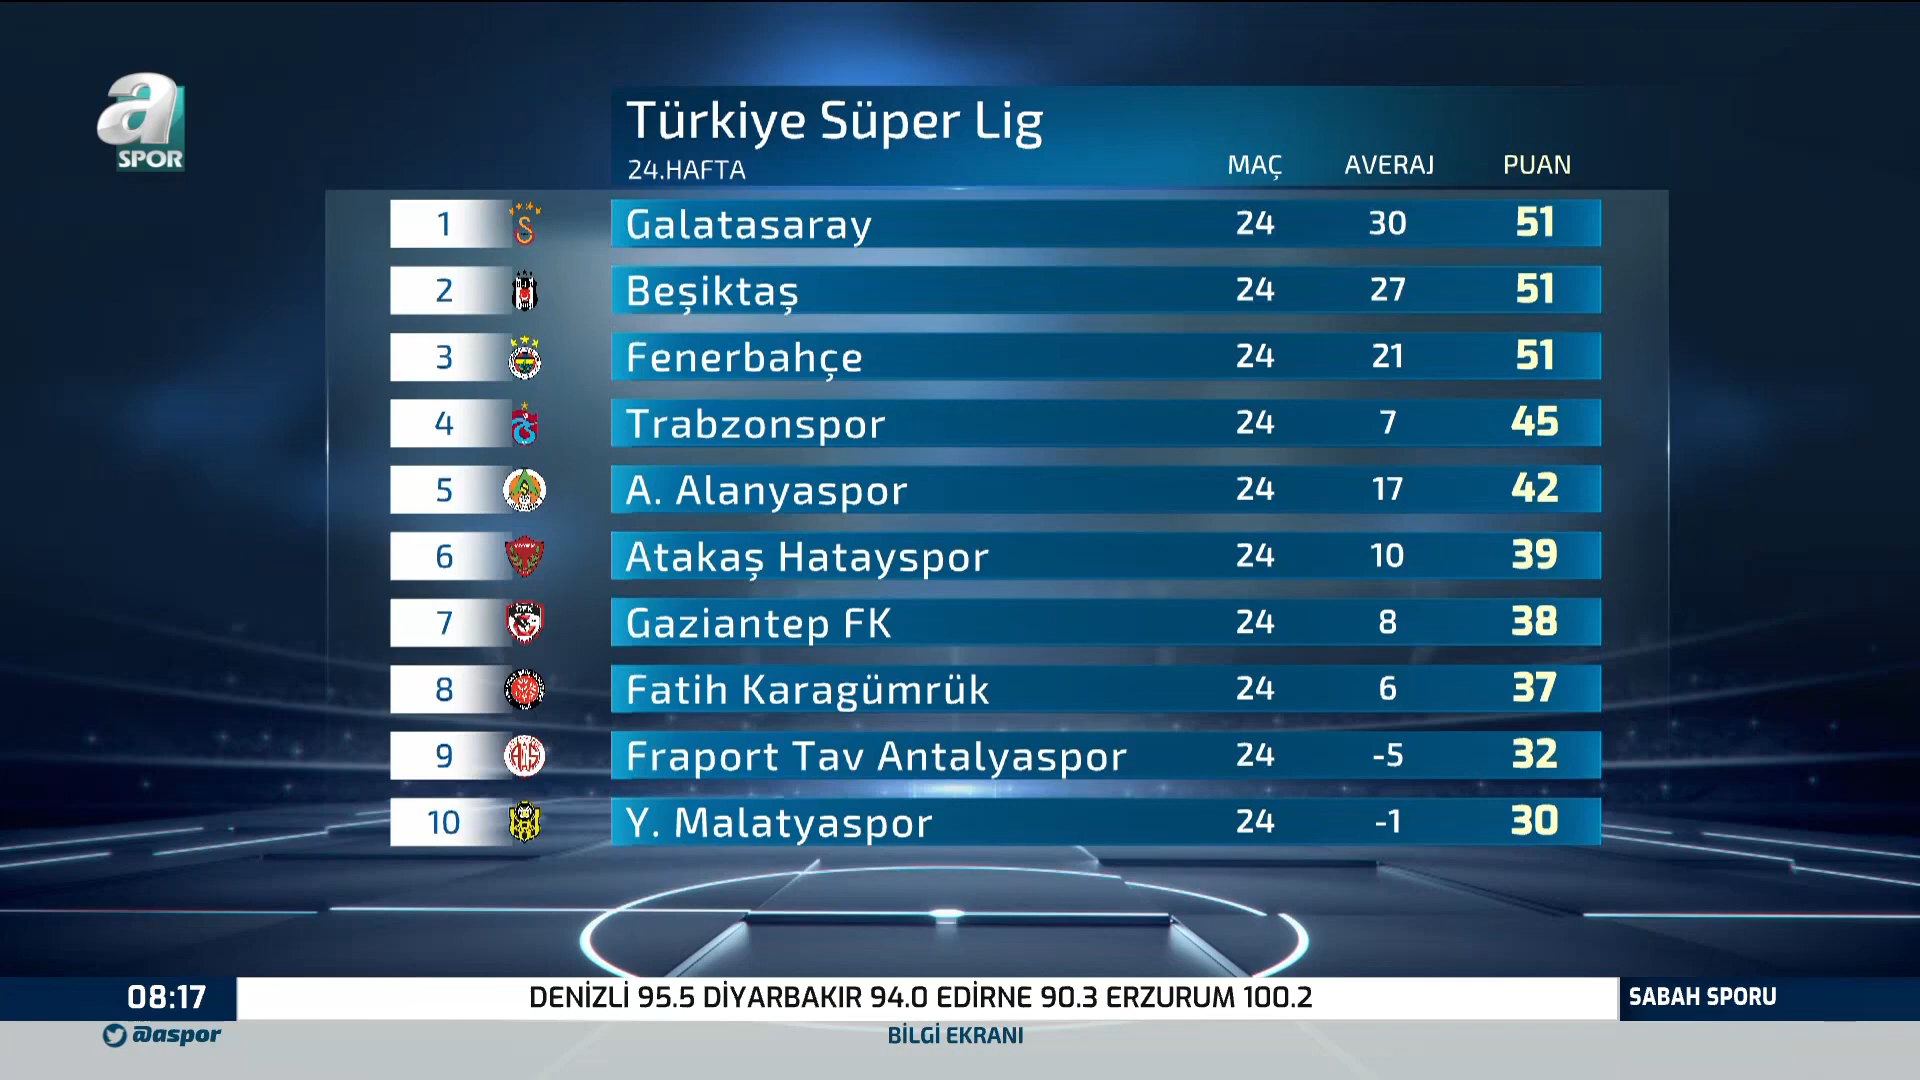 a
SPOR
Türkiye Süper Lig
24.HAFTA MAÇ AVERAJ PUAN
1 Galatasaray 24 30 51
2 Beşiktaş 24 27 51
3 Fenerbahçe 24 21 51
4 Trabzonspor 24 7 45
5 A. Alanyaspor 24 17 42
6 Atakaş Hatayspor 24 10 39
7 Gaziantep FK 24 8 38
8 Fatih Karagümrük 24 6 37
9 Fraport Tav Antalyaspor 24 -5 32
10 Y. Malatyaspor 24 -1 30
08:17 DENİZLİ 95.5 DİYARBAKIR 94.0 EDİRNE 90.3 ERZURUM 100.2 SABAH SPORU
@aspor BİLGİ EKRANI